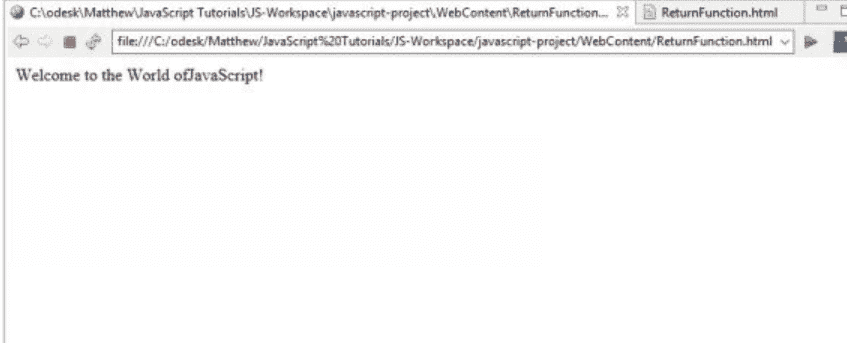 C:\odesk\Matthew\JavaScript Tutorials\JS-Workspace\javascript-project\WebContent\ReturnFunction... ReturnFunction.html
file:///C:/odesk/Matthew/JavaScript%20Tutorials/JS-Workspace/javascript-project/WebContent/ReturnFunction.html
Welcome to the World ofJavaScript!